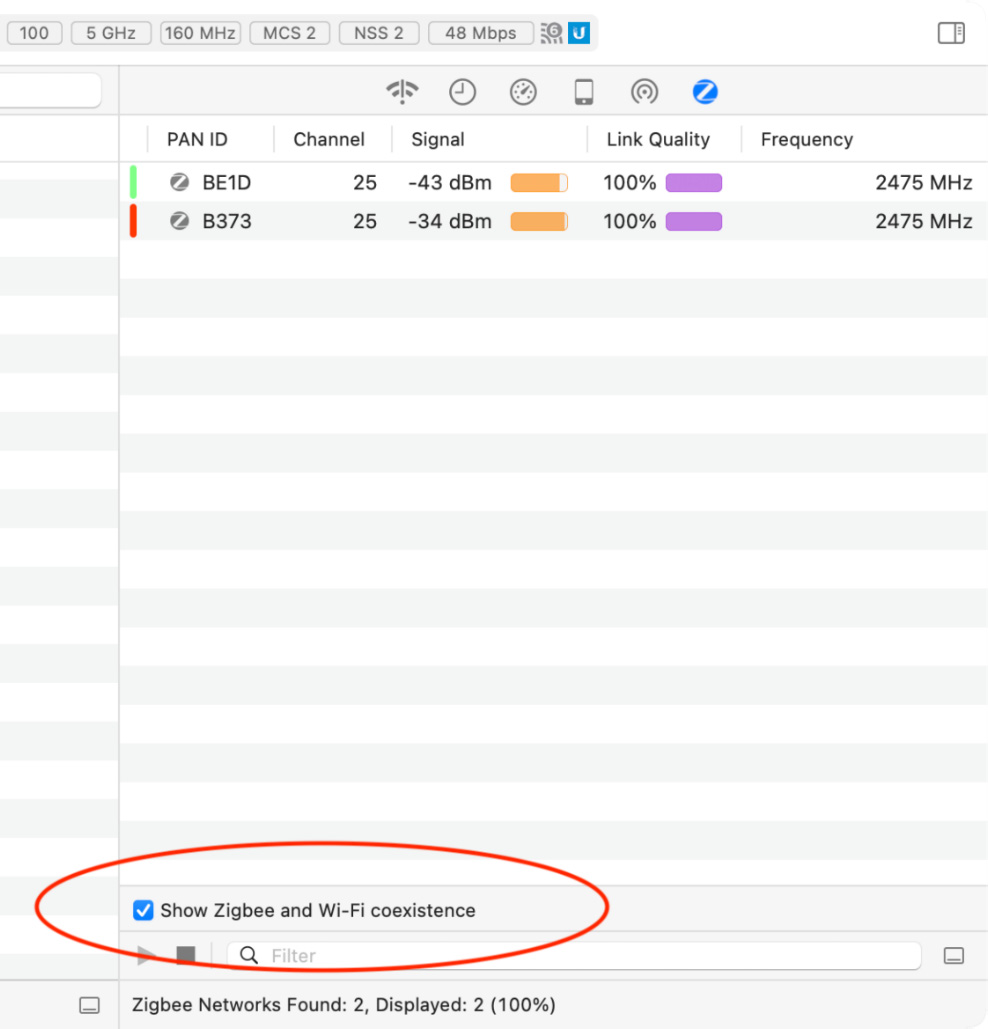 100 5 GHz 160 MHz MCS 2 NSS 2 48 Mbps 6 U
PAN ID Channel Signal Link Quality Frequency
BE1D 25 -43 dBm 100% 2475 MHz
B373 25 -34 dBm 100% 2475 MHz
Show Zigbee and Wi-Fi coexistence
Filter
Zigbee Networks Found: 2, Displayed: 2 (100%)